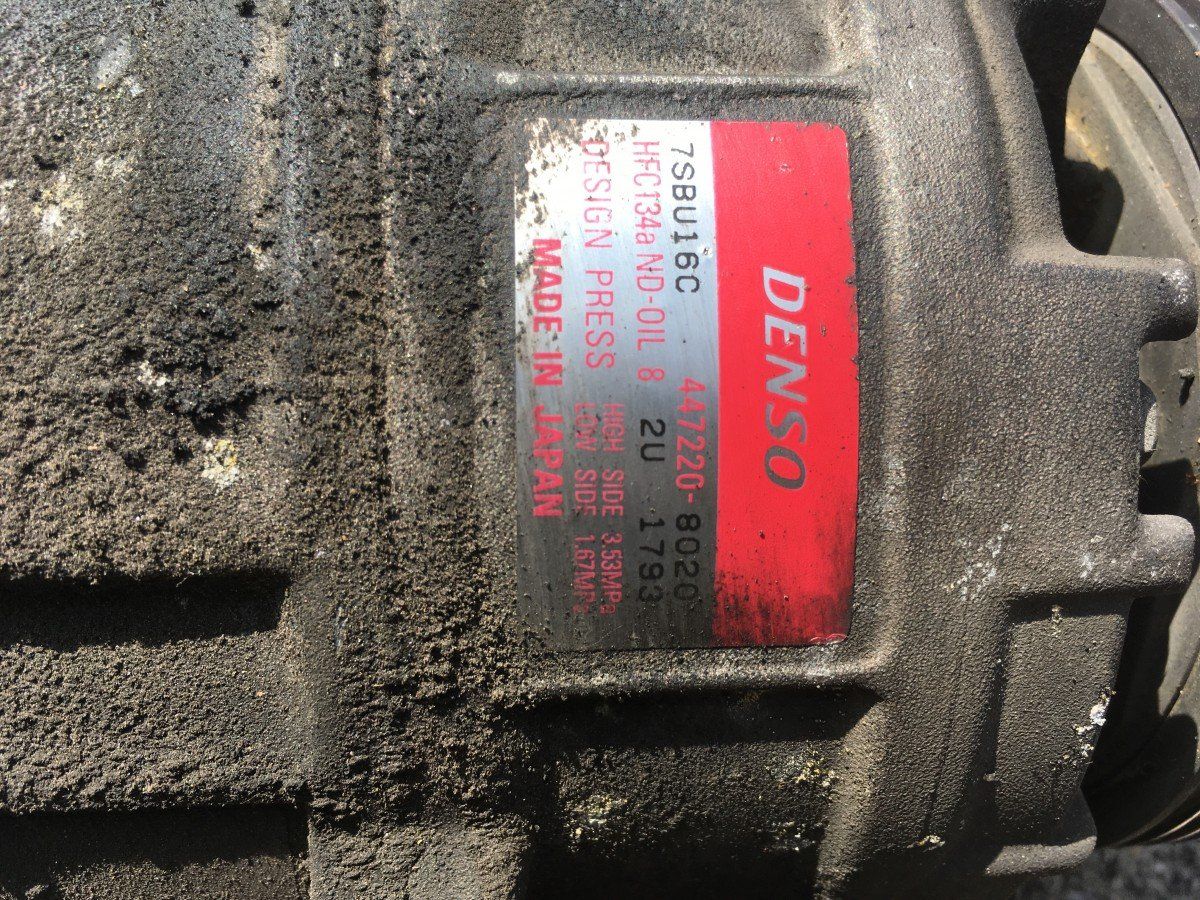 DENSO
7SBU16C 447220-8020
HFC134a ND-OIL 8 2U 1793
DESIGN PRESS HIGH SIDE 3.53MPa
LOW SIDE 1.67MPa
MADE IN JAPAN